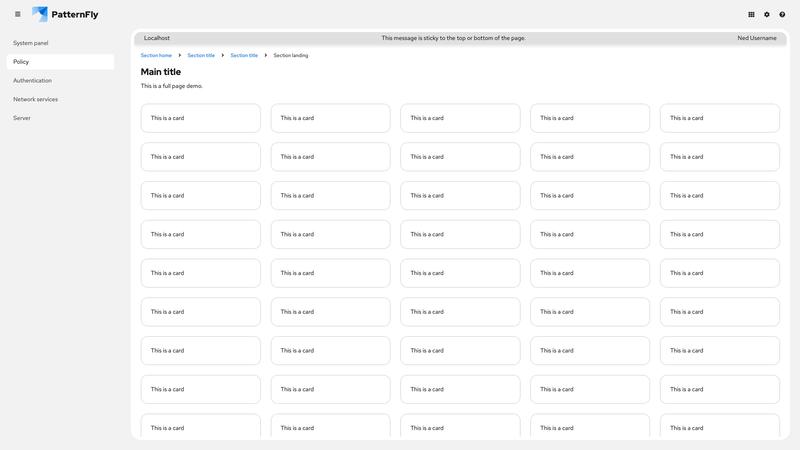 PatternFly
System panel
Policy
Authentication
Network services
Server
Localhost This message is sticky to the top or bottom of the page. Ned Username
Section home Section title Section title Section landing
Main title
This is a full page demo.
This is a card This is a card This is a card This is a card This is a card
This is a card This is a card This is a card This is a card This is a card
This is a card This is a card This is a card This is a card This is a card
This is a card This is a card This is a card This is a card This is a card
This is a card This is a card This is a card This is a card This is a card
This is a card This is a card This is a card This is a card This is a card
This is a card This is a card This is a card This is a card This is a card
This is a card This is a card This is a card This is a card This is a card
This is a card This is a card This is a card This is a card This is a card